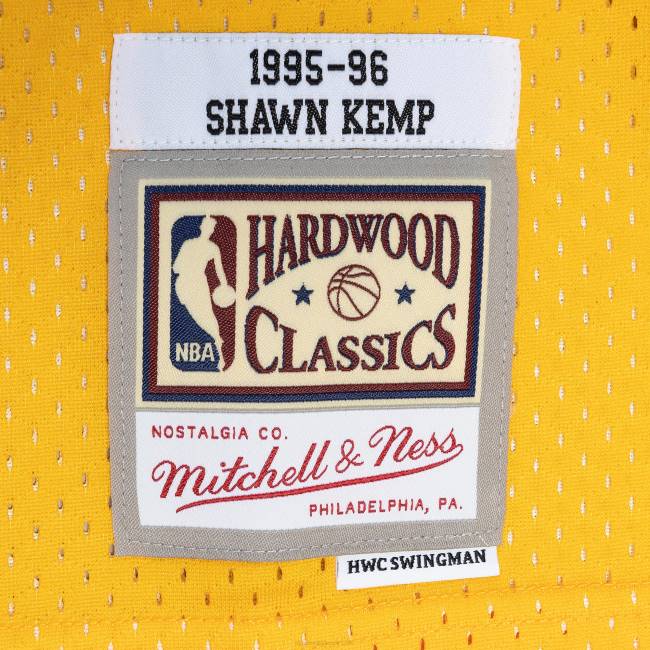 1995-96
SHAWN KEMP
HARDWOOD
CLASSICS
NBA
NOSTALGIA CO.
Mitchell & Ness
PHILADELPHIA, PA.
HWC SWINGMAN